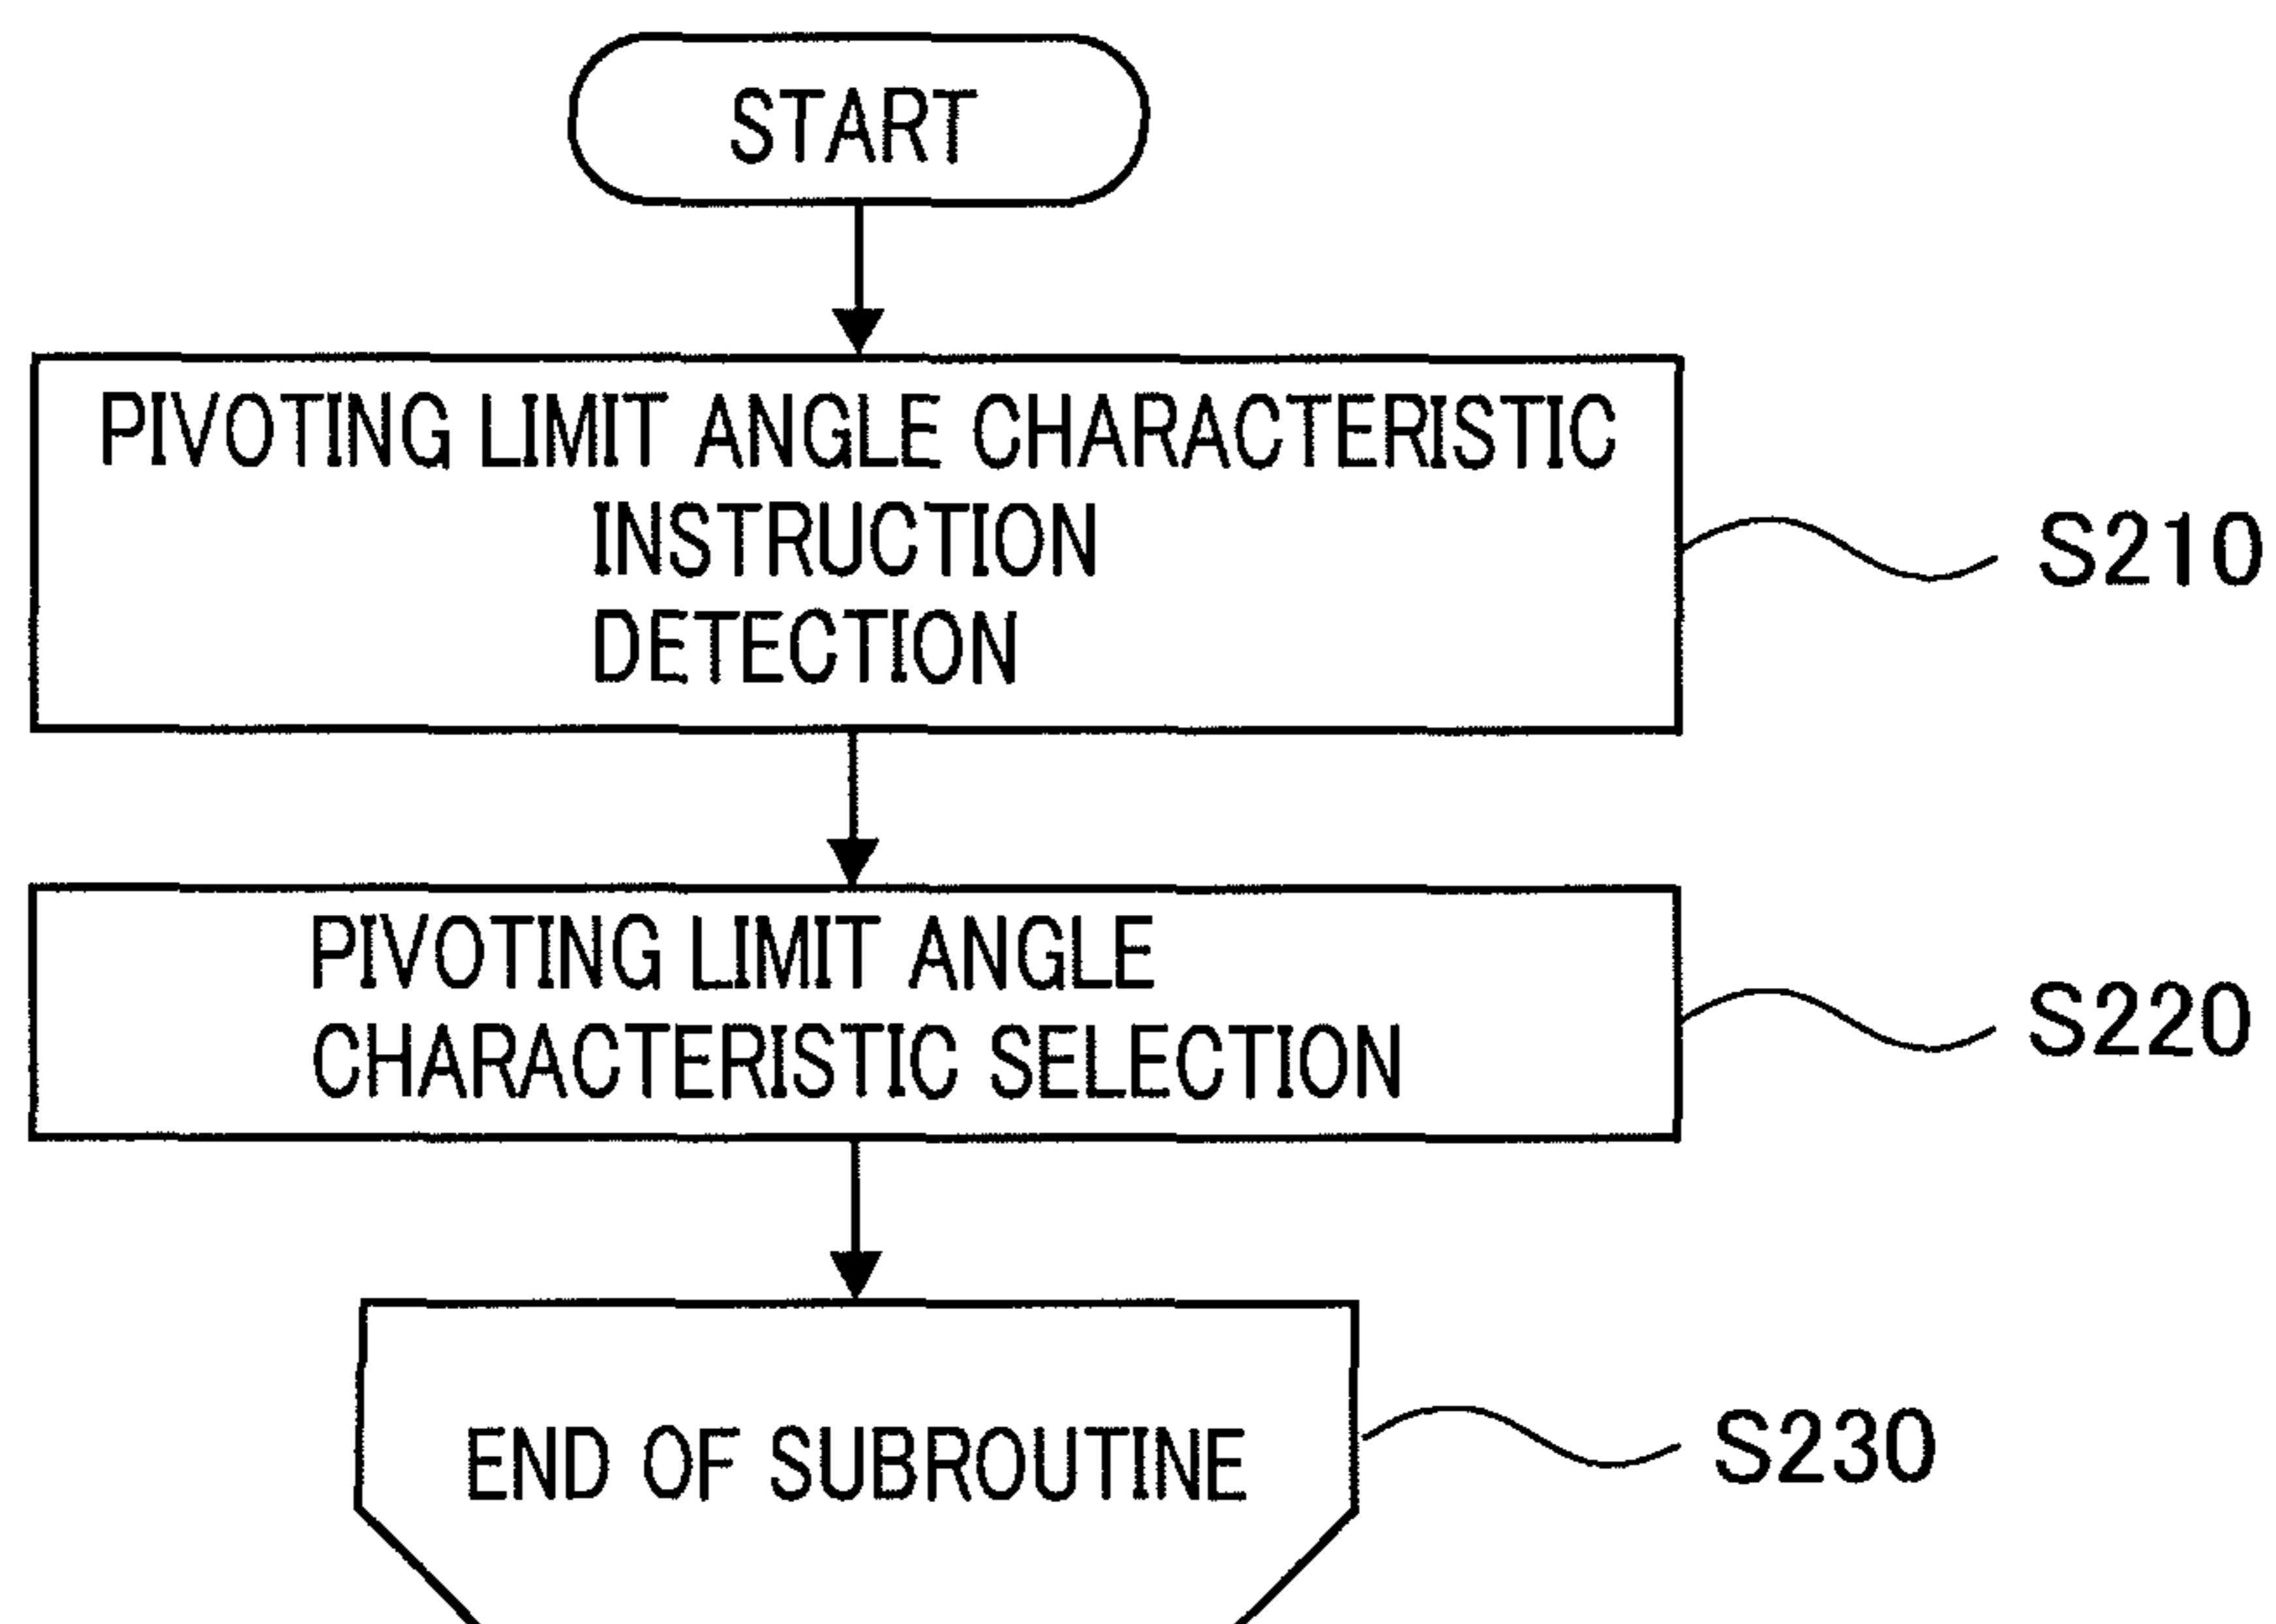 START
PIVOTING LIMIT ANGLE CHARACTERISTIC
INSTRUCTION
DETECTION
S210
PIVOTING LIMIT ANGLE
CHARACTERISTIC SELECTION
S220
END OF SUBROUTINE
S230